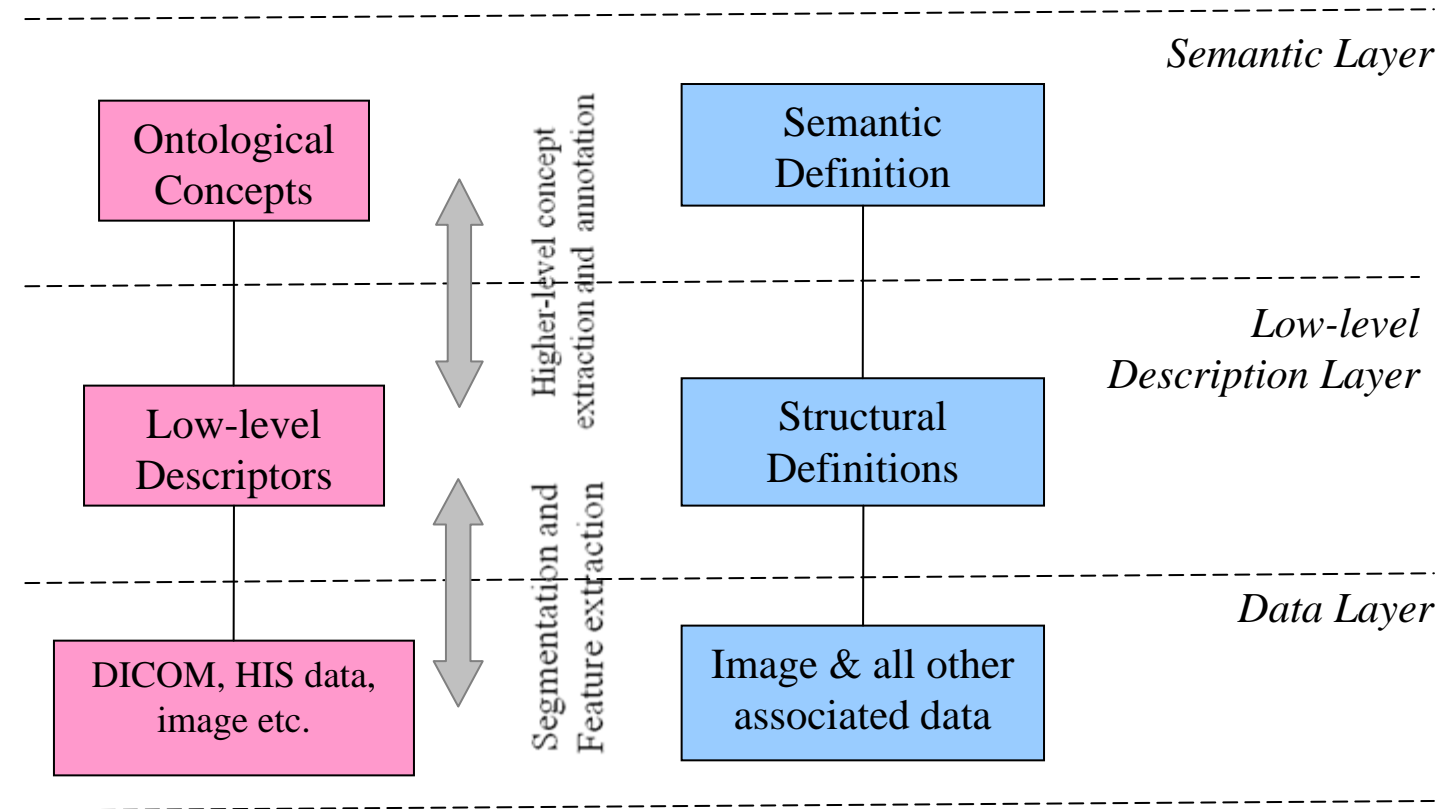 Semantic Layer
Ontological
Concepts
Higher-level concept
extraction and annotation
Semantic
Definition
Low-level
Description Layer
Low-level
Descriptors
Structural
Definitions
Segmentation and
Feature extraction
Data Layer
DICOM, HIS data,
image etc.
Image & all other
associated data